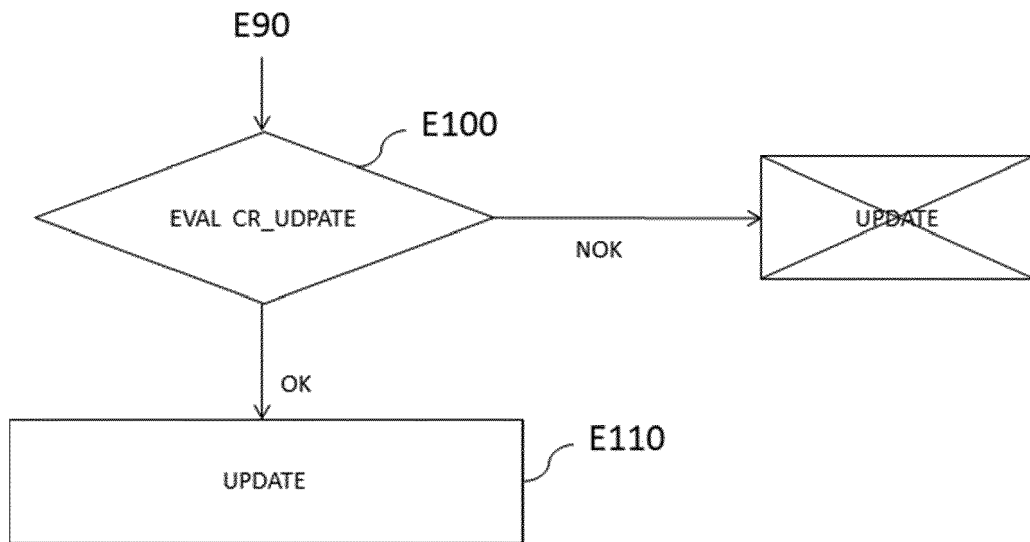 E90
E100
EVAL CR_UDPATE
UPDATE
NOK
OK
E110
UPDATE